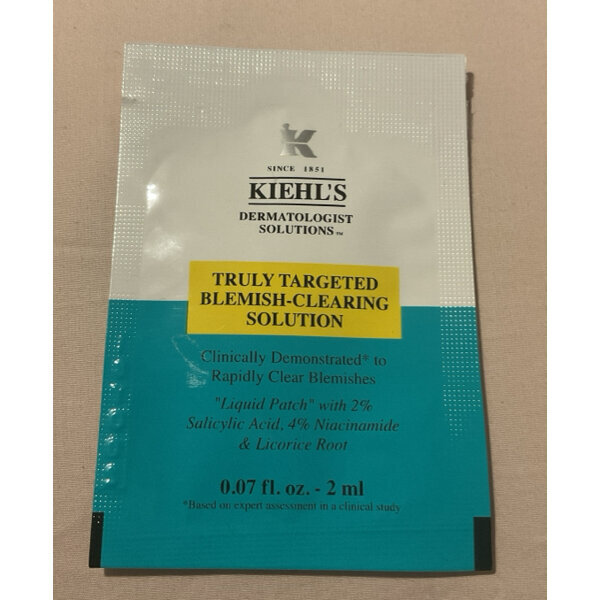 SINCE 1851
KIEHL'S
DERMATOLOGIST
SOLUTIONS™
TRULY TARGETED
BLEMISH-CLEARING
SOLUTION
Clinically Demonstrated* to
Rapidly Clear Blemishes
"Liquid Patch" with 2%
Salicylic Acid, 4% Niacinamide
& Licorice Root
0.07 fl. oz. - 2 ml
*Based on expert assessment in a clinical study